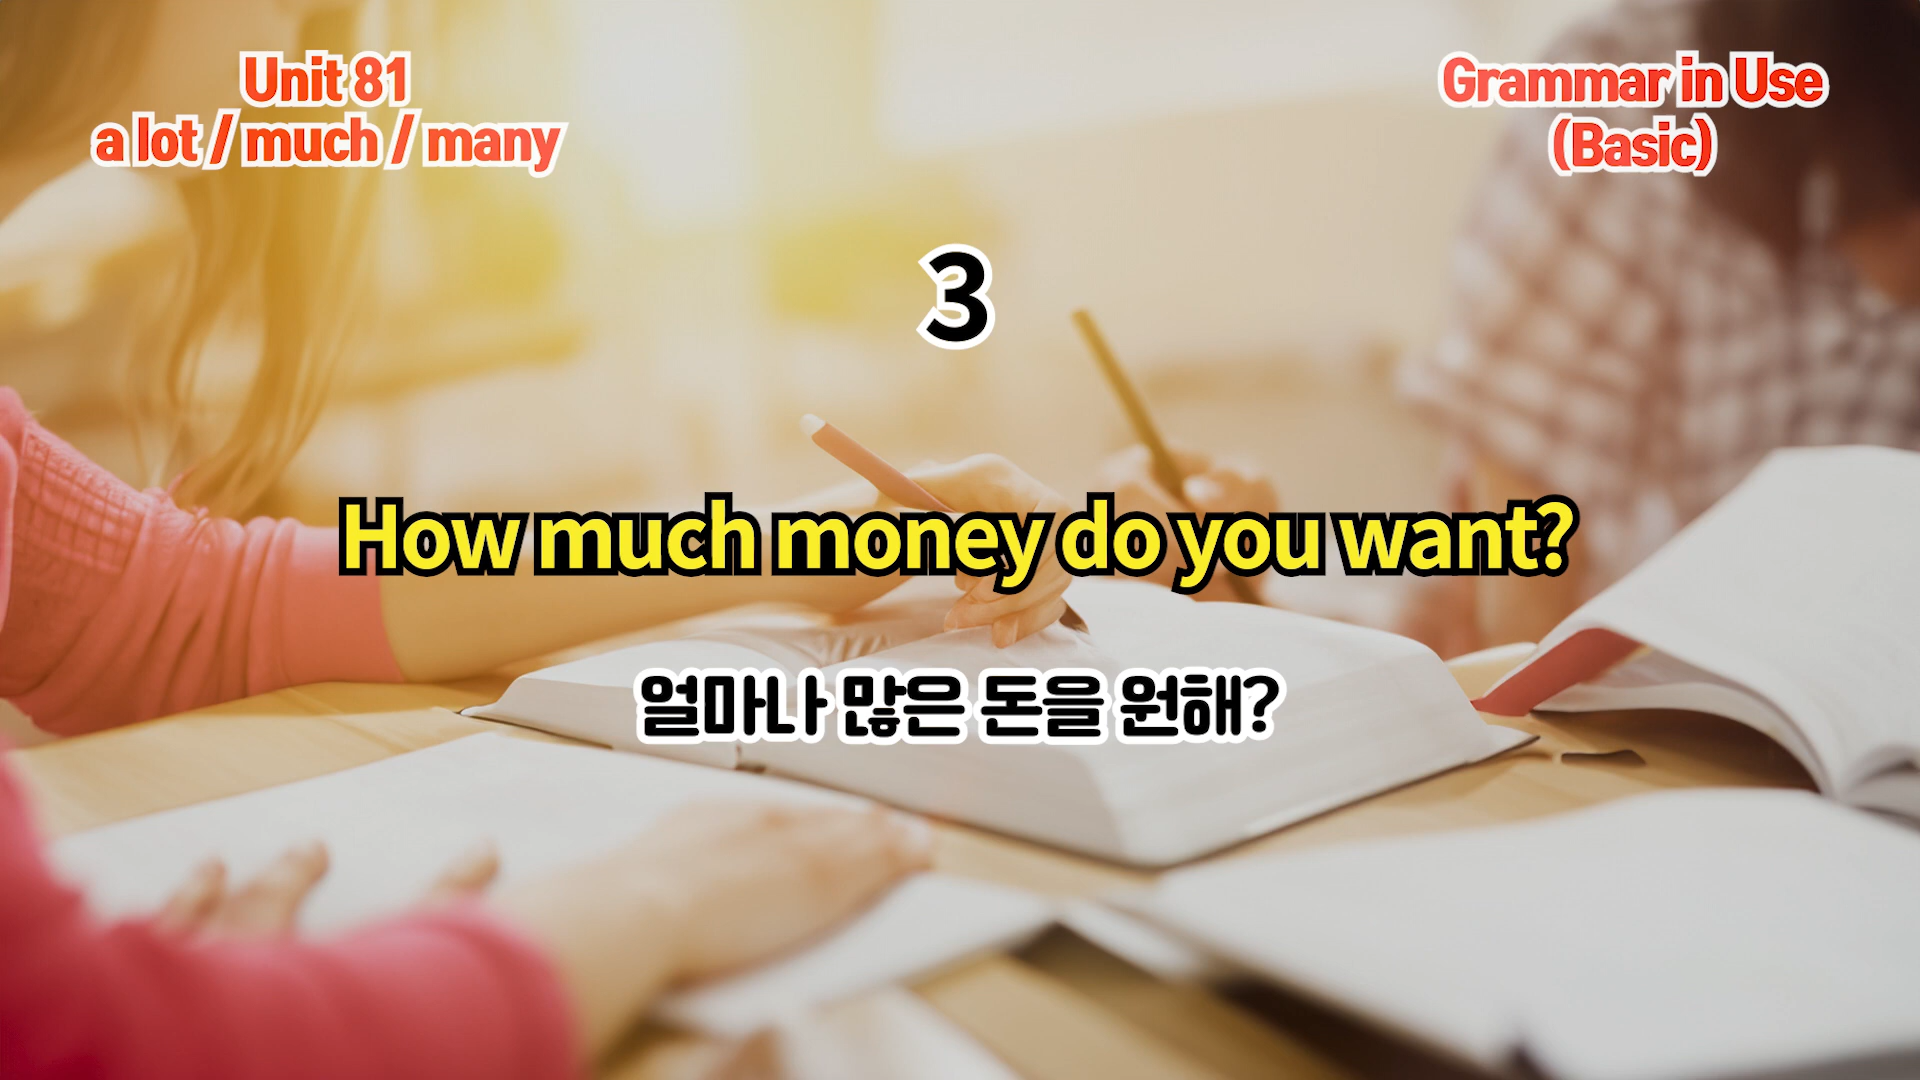 Unit 81
a lot / much / many
Grammar in Use
(Basic)
3
How much money do you want?
얼마나 많은 돈을 원해?